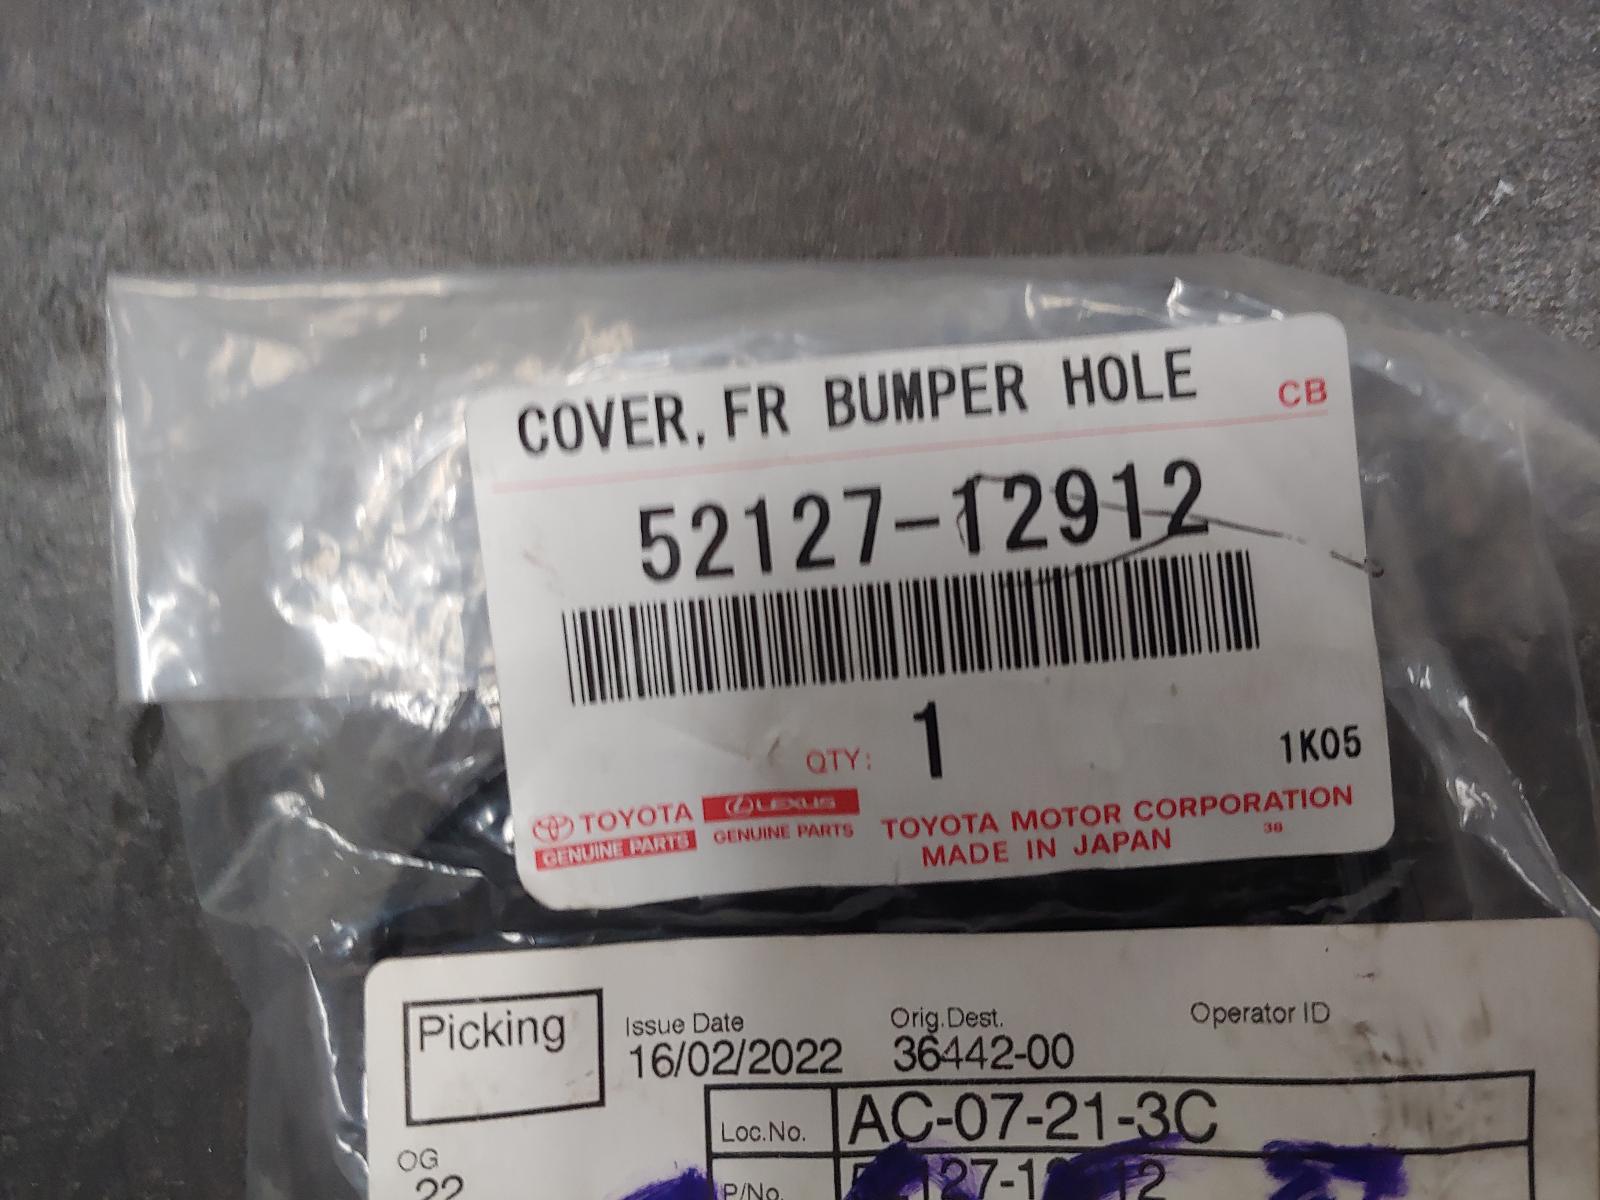 COVER, FR BUMPER HOLE CB
52127-12912
QTY: 1 1K05
TOYOTA LEXUS TOYOTA MOTOR CORPORATION
GENUINE PARTS GENUINE PARTS MADE IN JAPAN 38
Picking Issue Date Orig.Dest. Operator ID
16/02/2022 36442-00
Loc.No. AC-07-21-3C
OG
22 P/No.